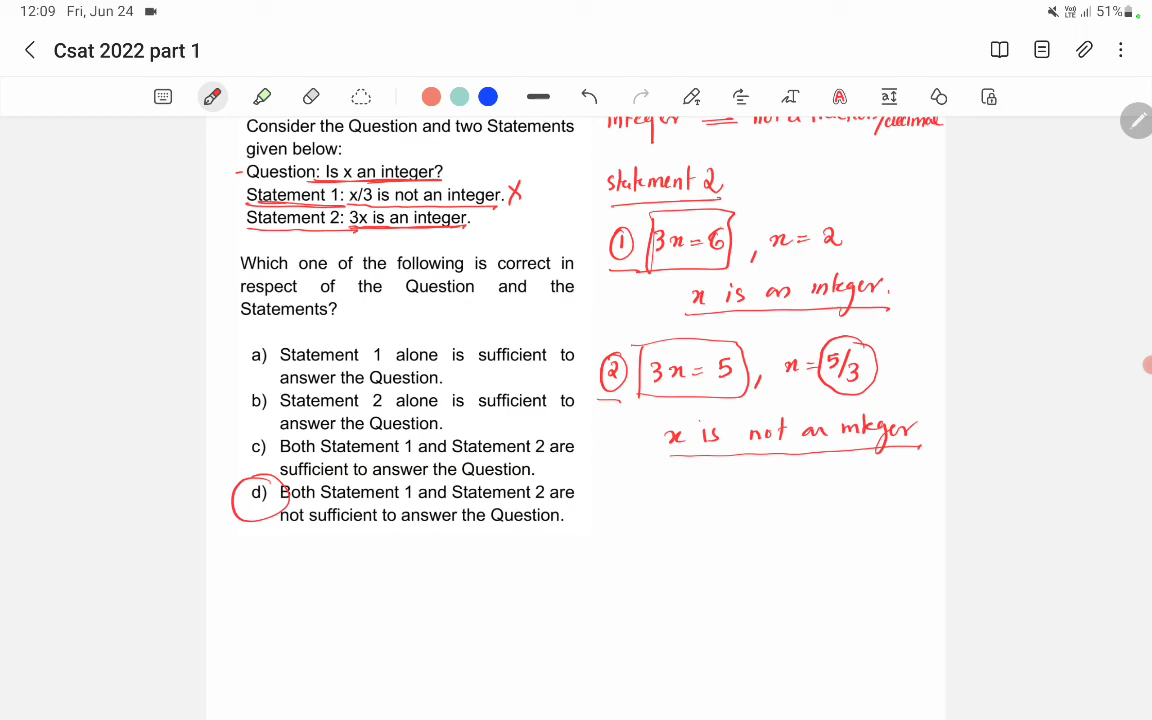 12:09 Fri, Jun 24 51%
Csat 2022 part 1
Consider the Question and two Statements
given below:
Question: Is x an integer?
Statement 1: x/3 is not an integer. X
Statement 2: 3x is an integer.
Which one of the following is correct in
respect of the Question and the
Statements?
a) Statement 1 alone is sufficient to
answer the Question.
b) Statement 2 alone is sufficient to
answer the Question.
c) Both Statement 1 and Statement 2 are
sufficient to answer the Question.
d) Both Statement 1 and Statement 2 are
not sufficient to answer the Question.
integer = not a /decimal
statement 2
① 3x = 6, x = 2
x is an integer.
② 3x = 5, x = 5/3
x is not an integer